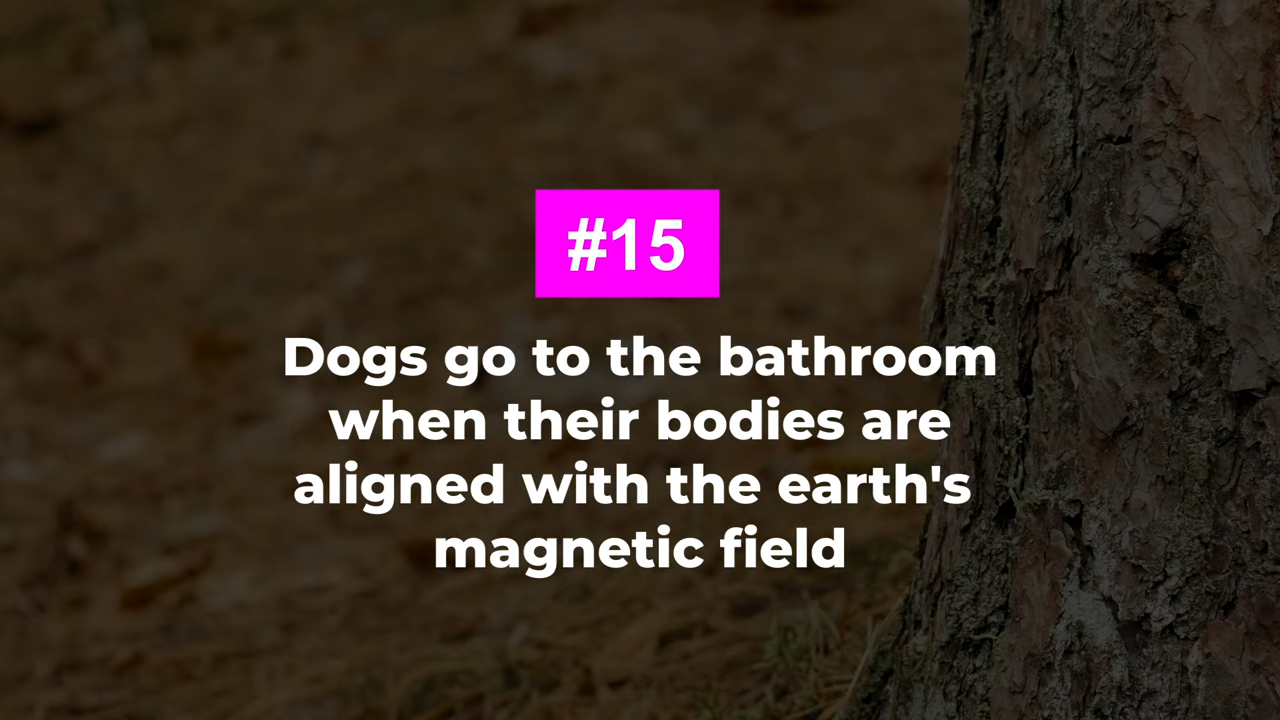 #15
Dogs go to the bathroom
when their bodies are
aligned with the earth's
magnetic field